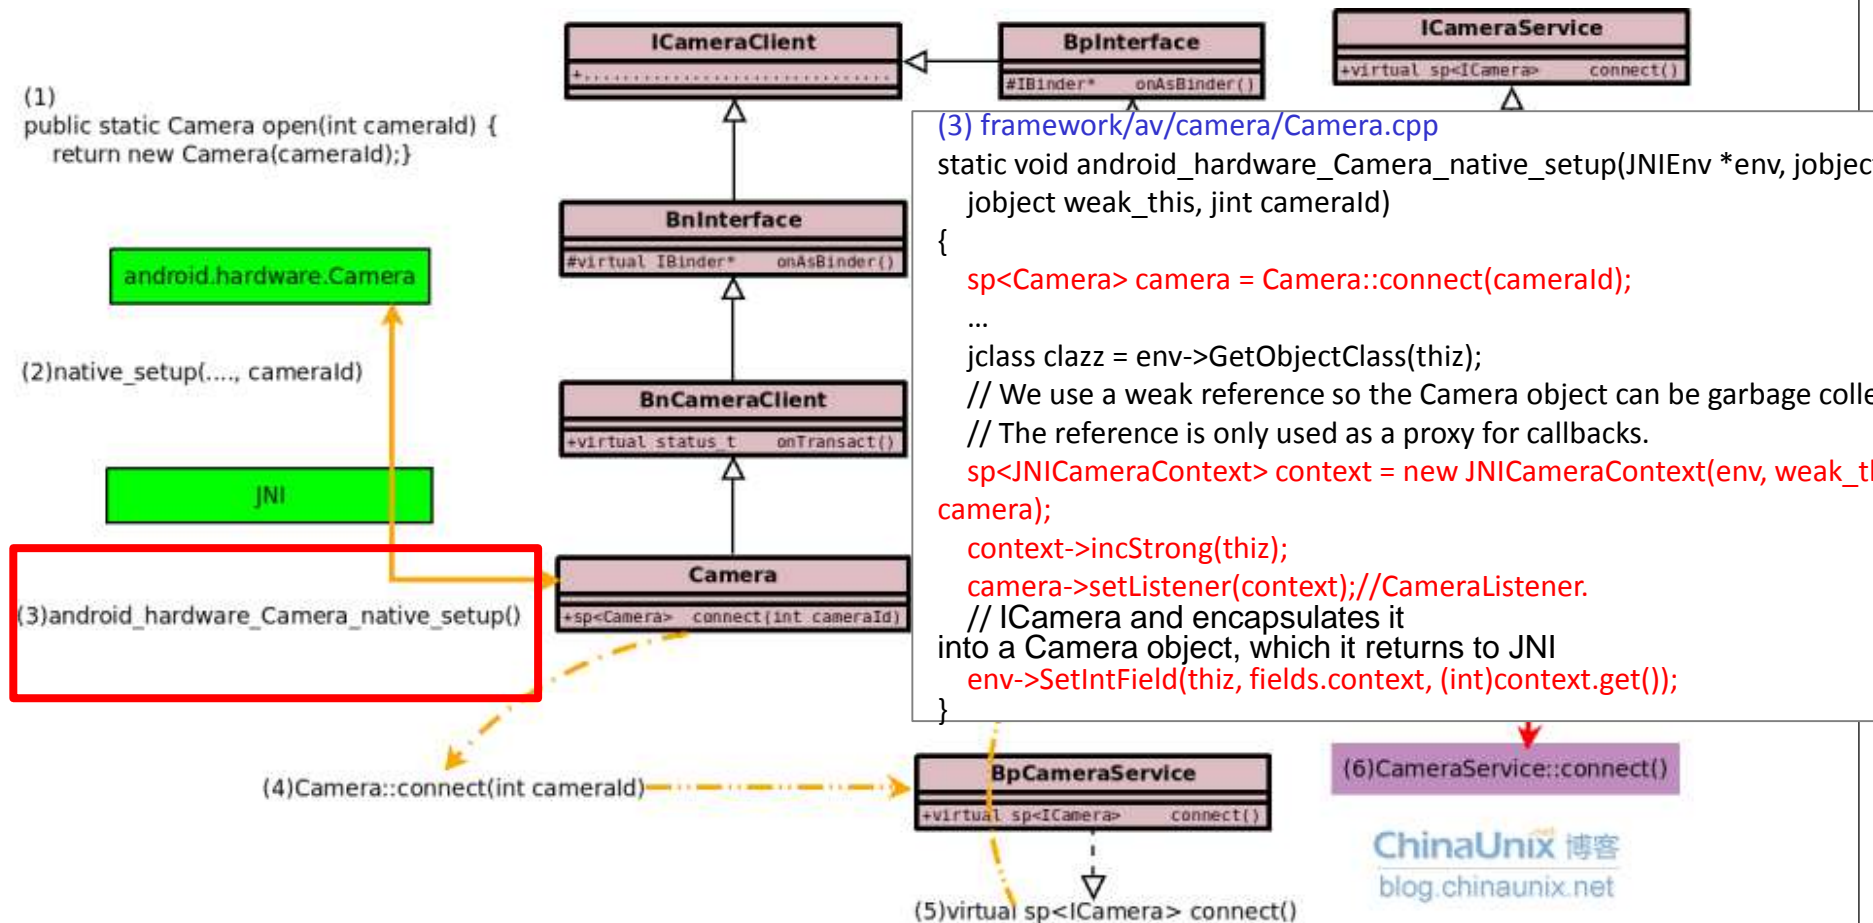 ICameraClient
+................................
BpInterface
#IBinder* onAsBinder()
ICameraService
+virtual sp<ICamera> connect()
(1)
public static Camera open(int cameraId) {
return new Camera(cameraId);}
(3) framework/av/camera/Camera.cpp
static void android_hardware_Camera_native_setup(JNIEnv *env, jobject
jobject weak_this, jint cameraId)
{
sp<Camera> camera = Camera::connect(cameraId);
...
jclass clazz = env->GetObjectClass(thiz);
// We use a weak reference so the Camera object can be garbage colle
// The reference is only used as a proxy for callbacks.
sp<JNICameraContext> context = new JNICameraContext(env, weak_th
camera);
context->incStrong(thiz);
camera->setListener(context);//CameraListener.
// ICamera and encapsulates it
into a Camera object, which it returns to JNI
env->SetIntField(thiz, fields.context, (int)context.get());
}
BnInterface
#virtual IBinder* onAsBinder()
android.hardware.Camera
(2)native_setup(...., cameraId)
BnCameraClient
+virtual status_t onTransact()
JNI
Camera
+sp<Camera> connect(int cameraId)
(3)android_hardware_Camera_native_setup()
(4)Camera::connect(int cameraId)
BpCameraService
+virtual sp<ICamera> connect()
(6)CameraService::connect()
(5)virtual sp<ICamera> connect()
ChinaUnix.net 博客
blog.chinaunix.net